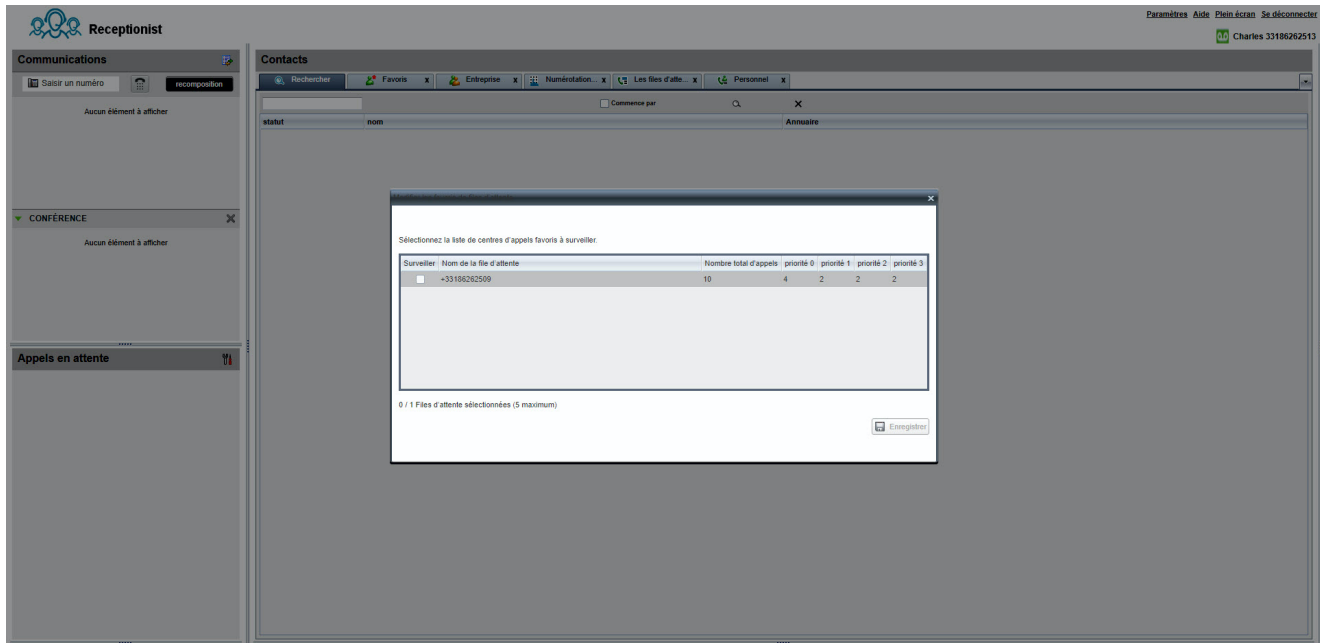 Receptionist
Paramètres Aide Plein écran Se déconnecter
Charles 33186262513
Communications
Saisir un numéro
recomposition
Aucun élément à afficher
CONFÉRENCE
Aucun élément à afficher
Appels en attente
Contacts
Rechercher
Favoris x
Entreprise x
Numérotation... x
Les files d'atte... x
Personnel x
Commence par
statut nom Annuaire
Sélectionnez la liste de centres d'appels favoris à surveiller.
Surveiller Nom de la file d'attente Nombre total d'appels priorité 0 priorité 1 priorité 2 priorité 3
+33186262509 10 4 2 2 2
0 / 1 Files d'attente sélectionnées (5 maximum)
Enregistrer